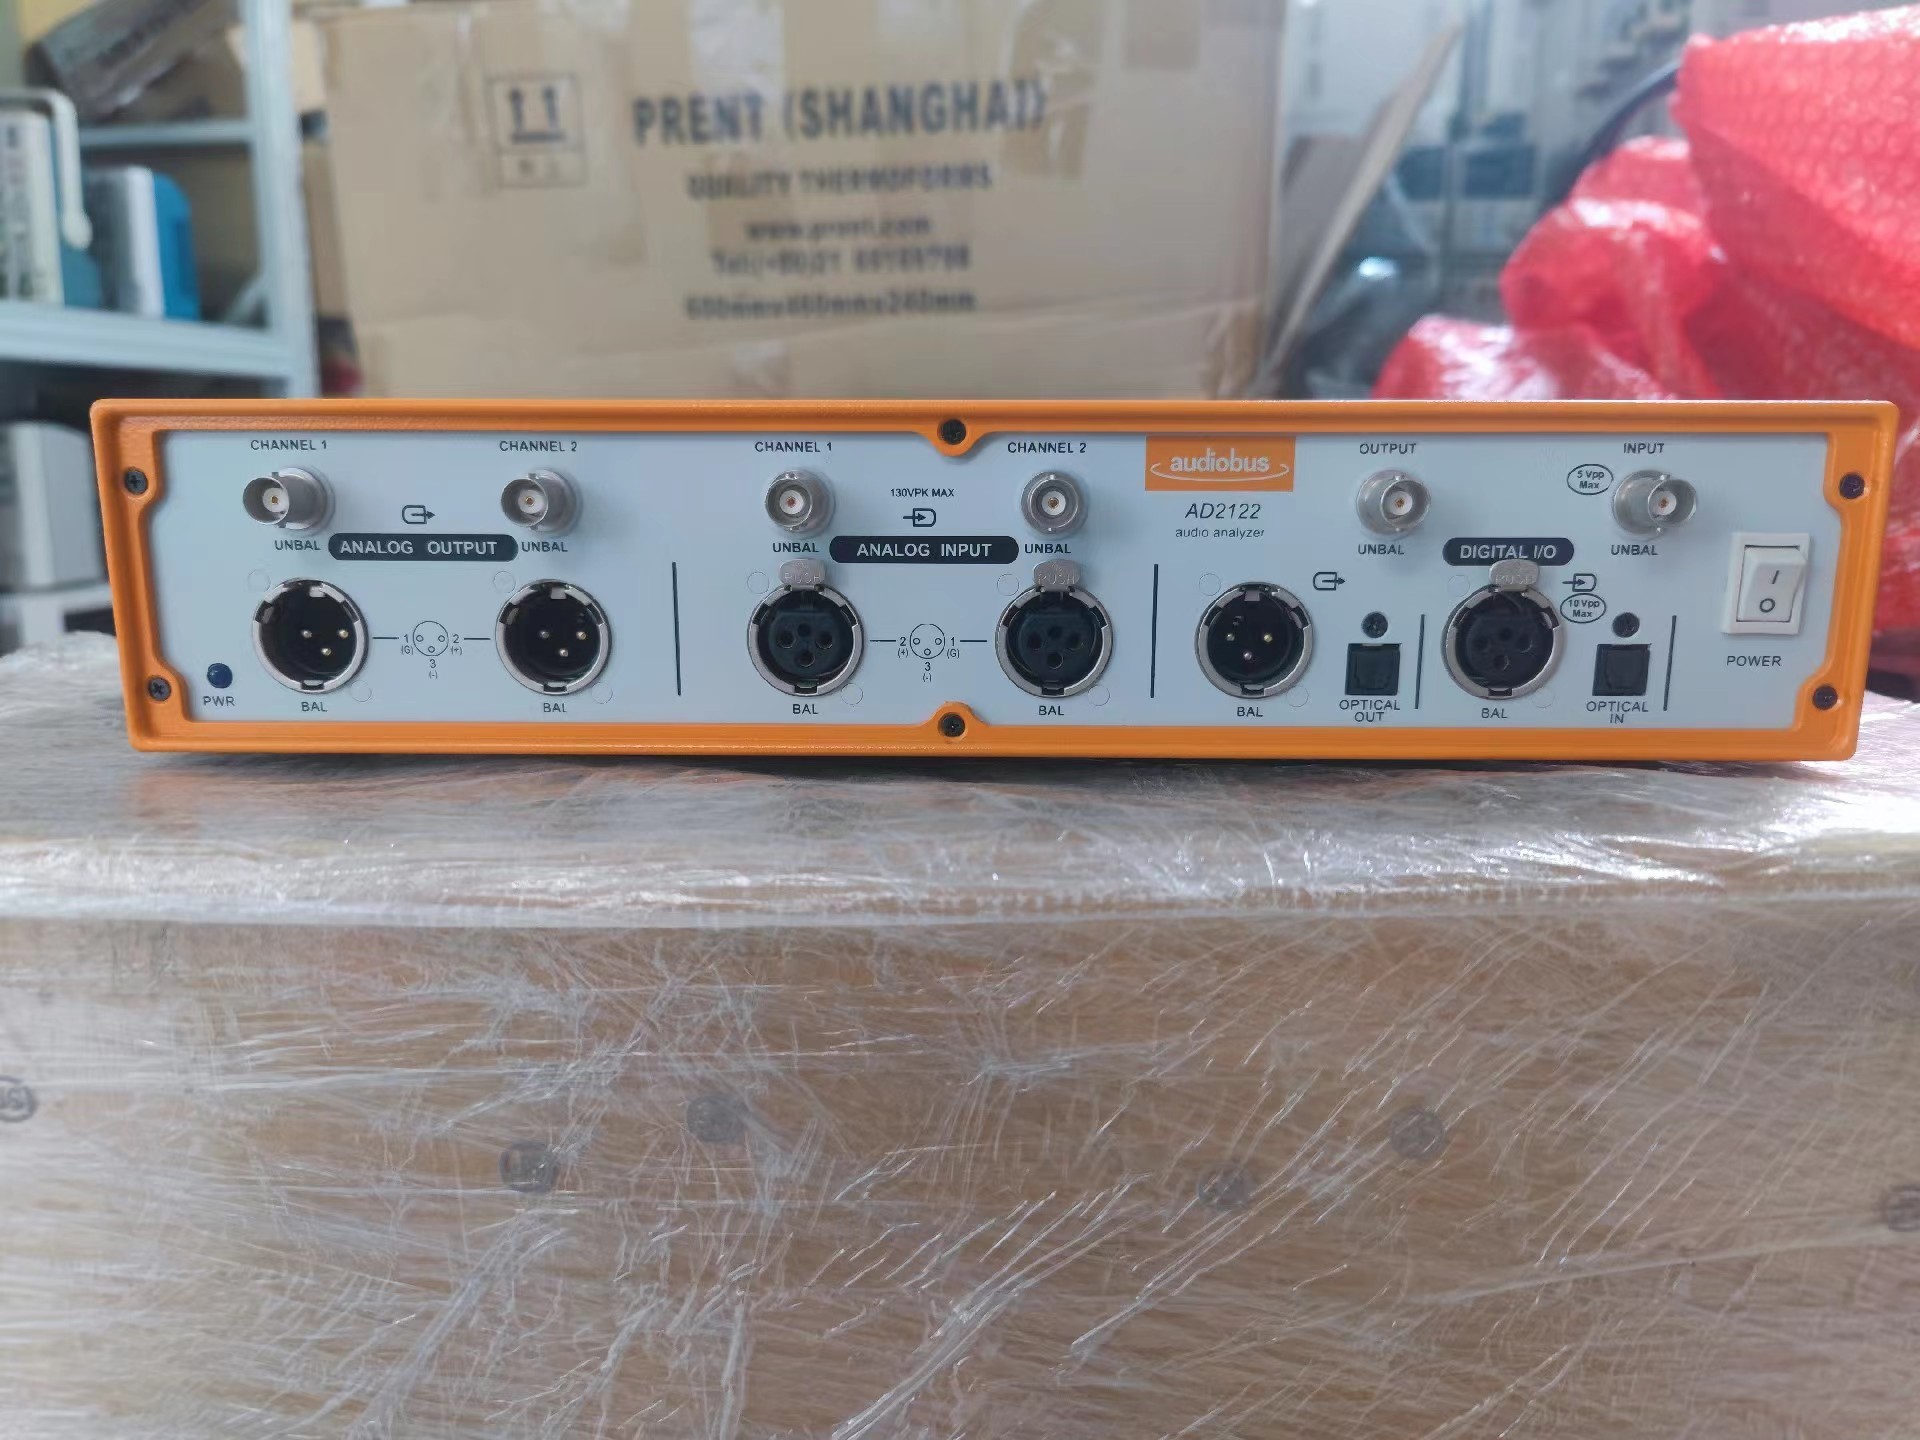 PRENT (SHANGHAI)
QUALITY THERMOFORMS
www.prent.com
CHANNEL 1
CHANNEL 2
CHANNEL 1
CHANNEL 2
130VPK MAX
audiobus
AD2122
audio analyzer
OUTPUT
INPUT
5 Vpp
Max
UNBAL
ANALOG OUTPUT
UNBAL
UNBAL
ANALOG INPUT
UNBAL
UNBAL
DIGITAL I/O
UNBAL
PUSH
PUSH
PUSH
10 Vpp
Max
I
O
1
(G)
2
(+)
3
(-)
2
(+)
1
(G)
3
(-)
PWR
BAL
BAL
BAL
BAL
BAL
OPTICAL
OUT
BAL
OPTICAL
IN
POWER